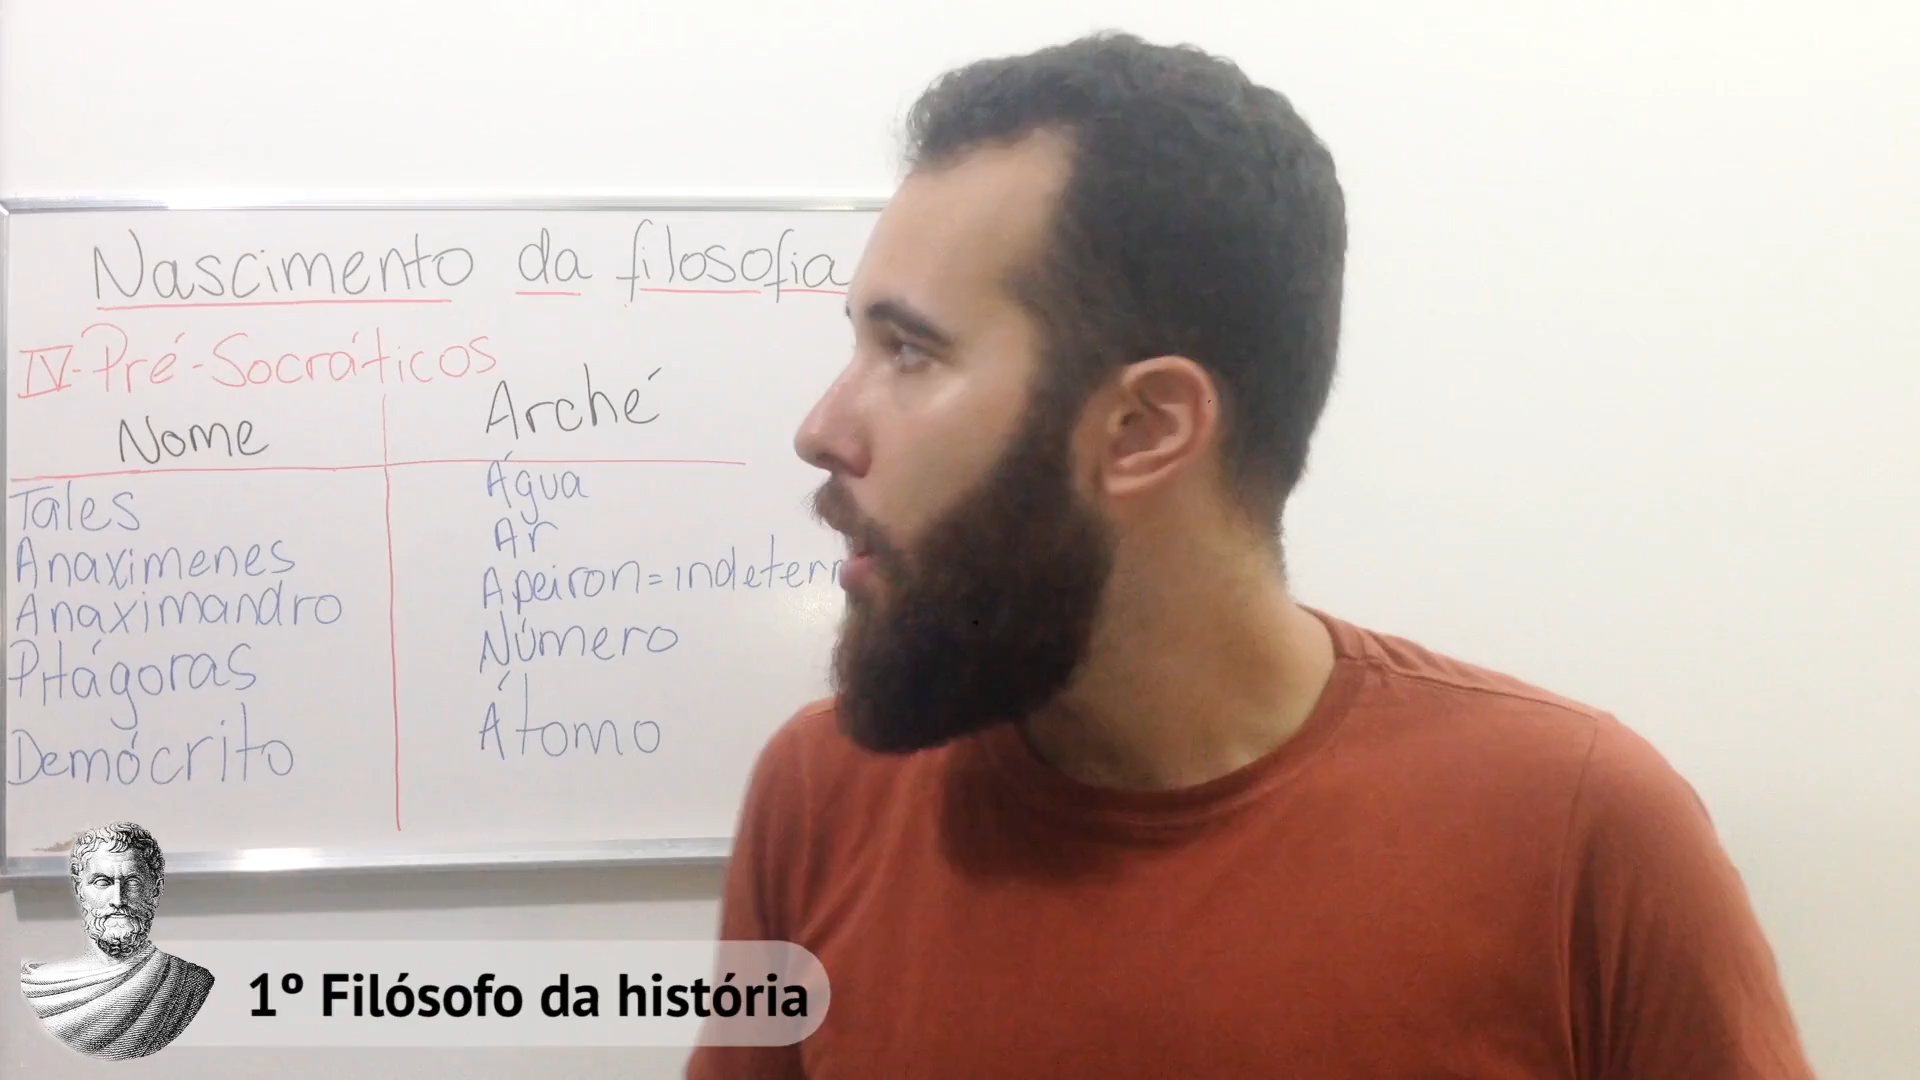 Nascimento da filosofia
IV-Pré-Socráticos
Nome Arché
Tales Água
Anaximenes Ar
Anaximandro Apeiron=indeter
Pitágoras Número
Demócrito Átomo
1º Filósofo da história